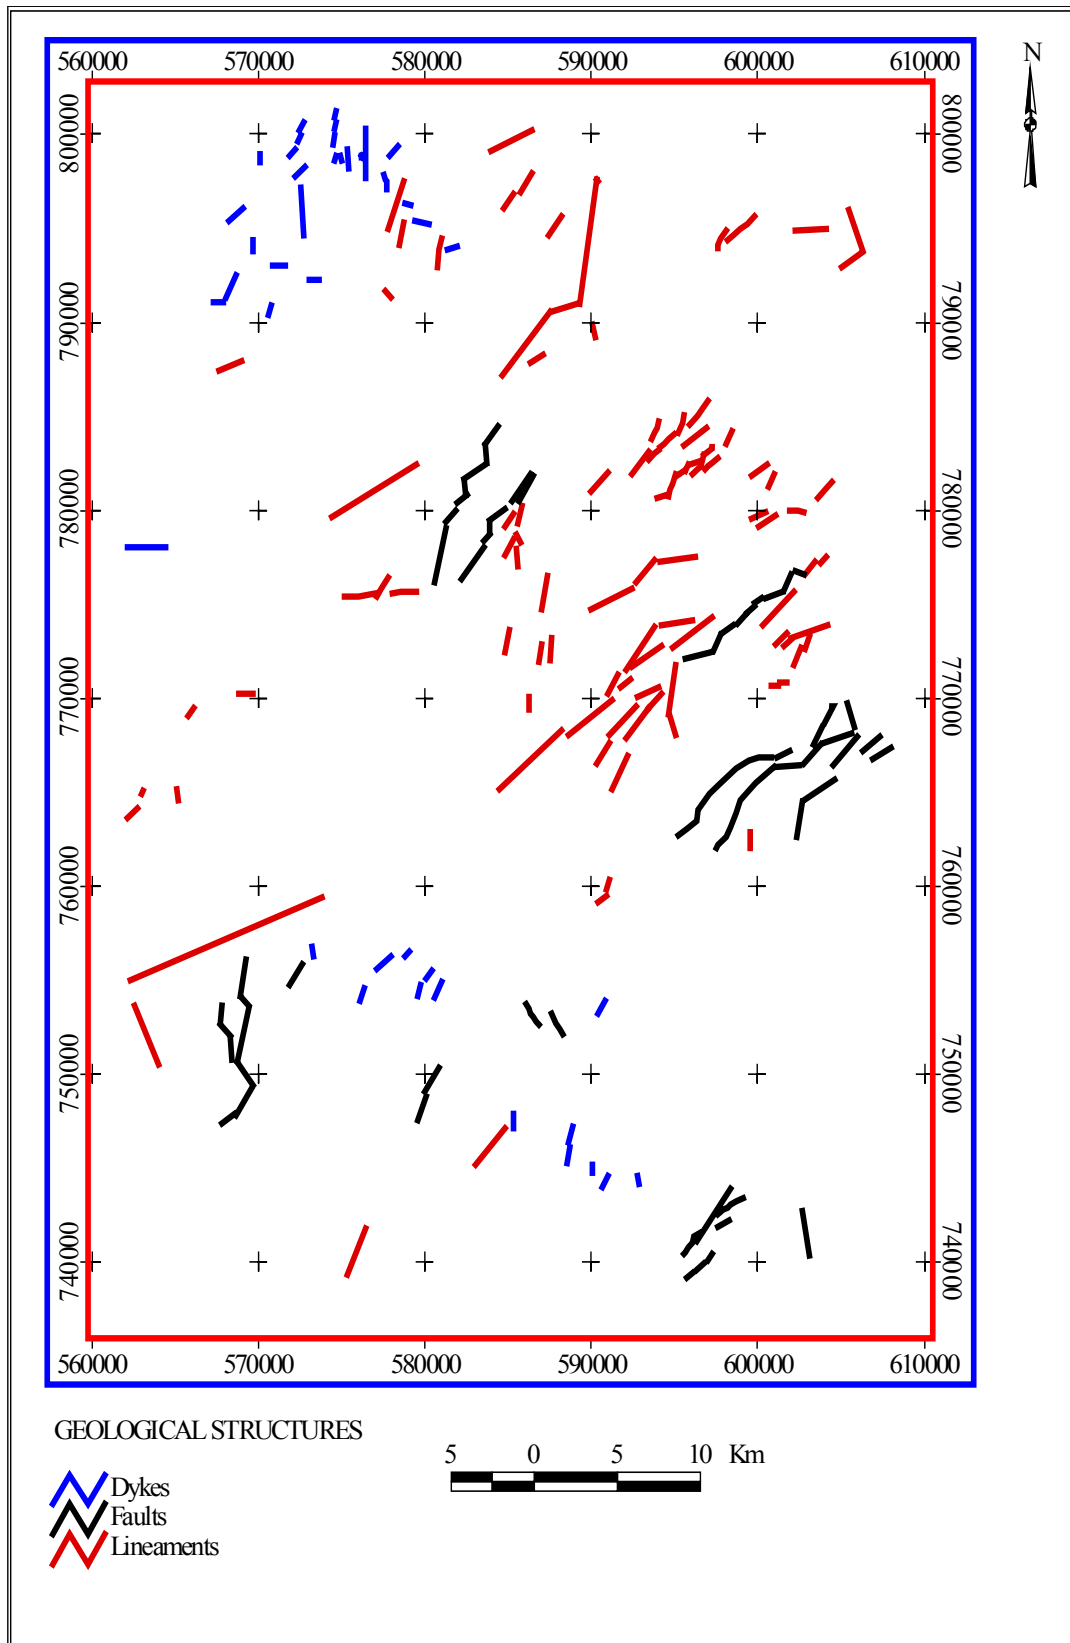 N
560000 570000 580000 590000 600000 610000
800000 800000
790000 790000
780000 780000
770000 770000
760000 760000
750000 750000
740000 740000
560000 570000 580000 590000 600000 610000
GEOLOGICAL STRUCTURES
5 0 5 10 Km
Dykes
Faults
Lineaments